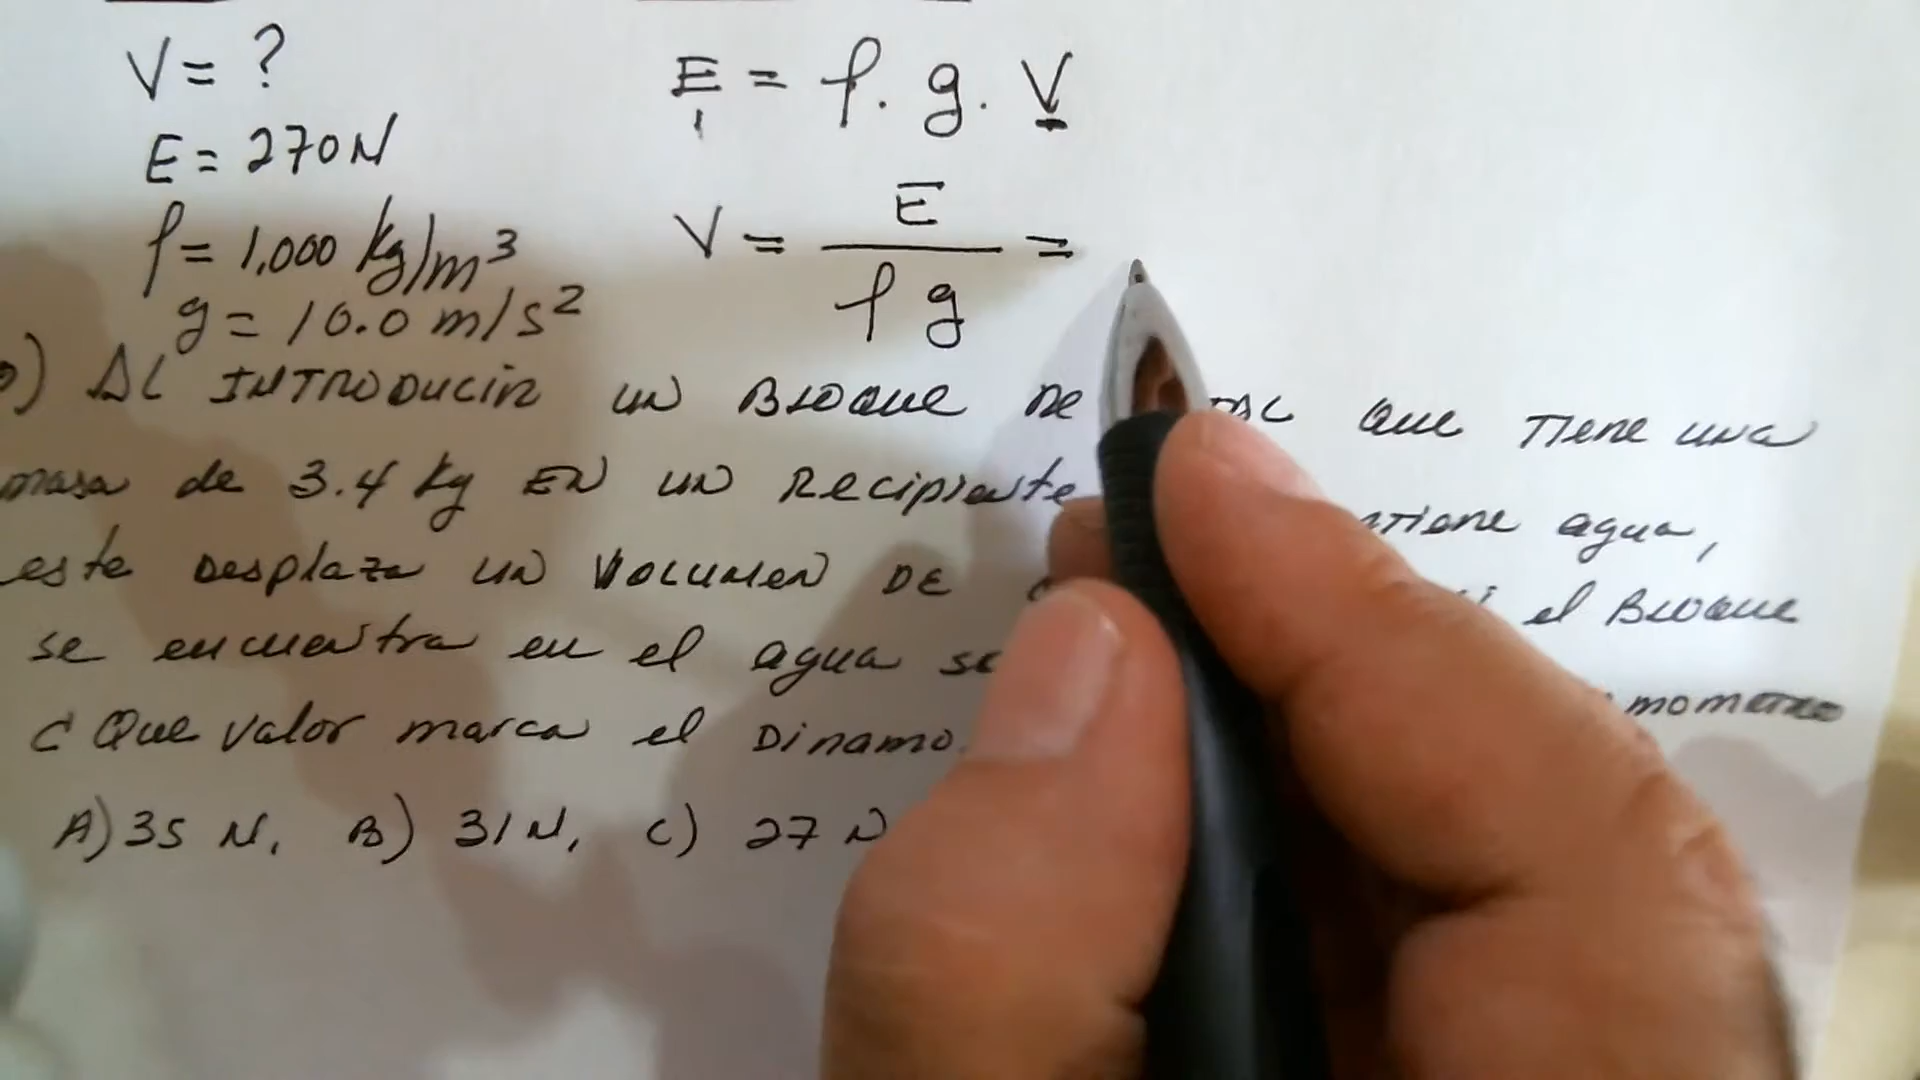 V = ?
E = ρ. g. V
E = 270 N
V = E / ρ g =
ρ = 1,000 kg/m³
g = 10.0 m/s²
) AL INTRODUCIR un BLOQUE DE que Tiene una
masa de 3.4 kg EN un Recipiente agua,
este Desplaza un VOLUMEN DE el BLOQUE
se encuentra en el agua
¿ Que valor marca el Dinamo
A) 35 N, B) 31 N, C) 27 N